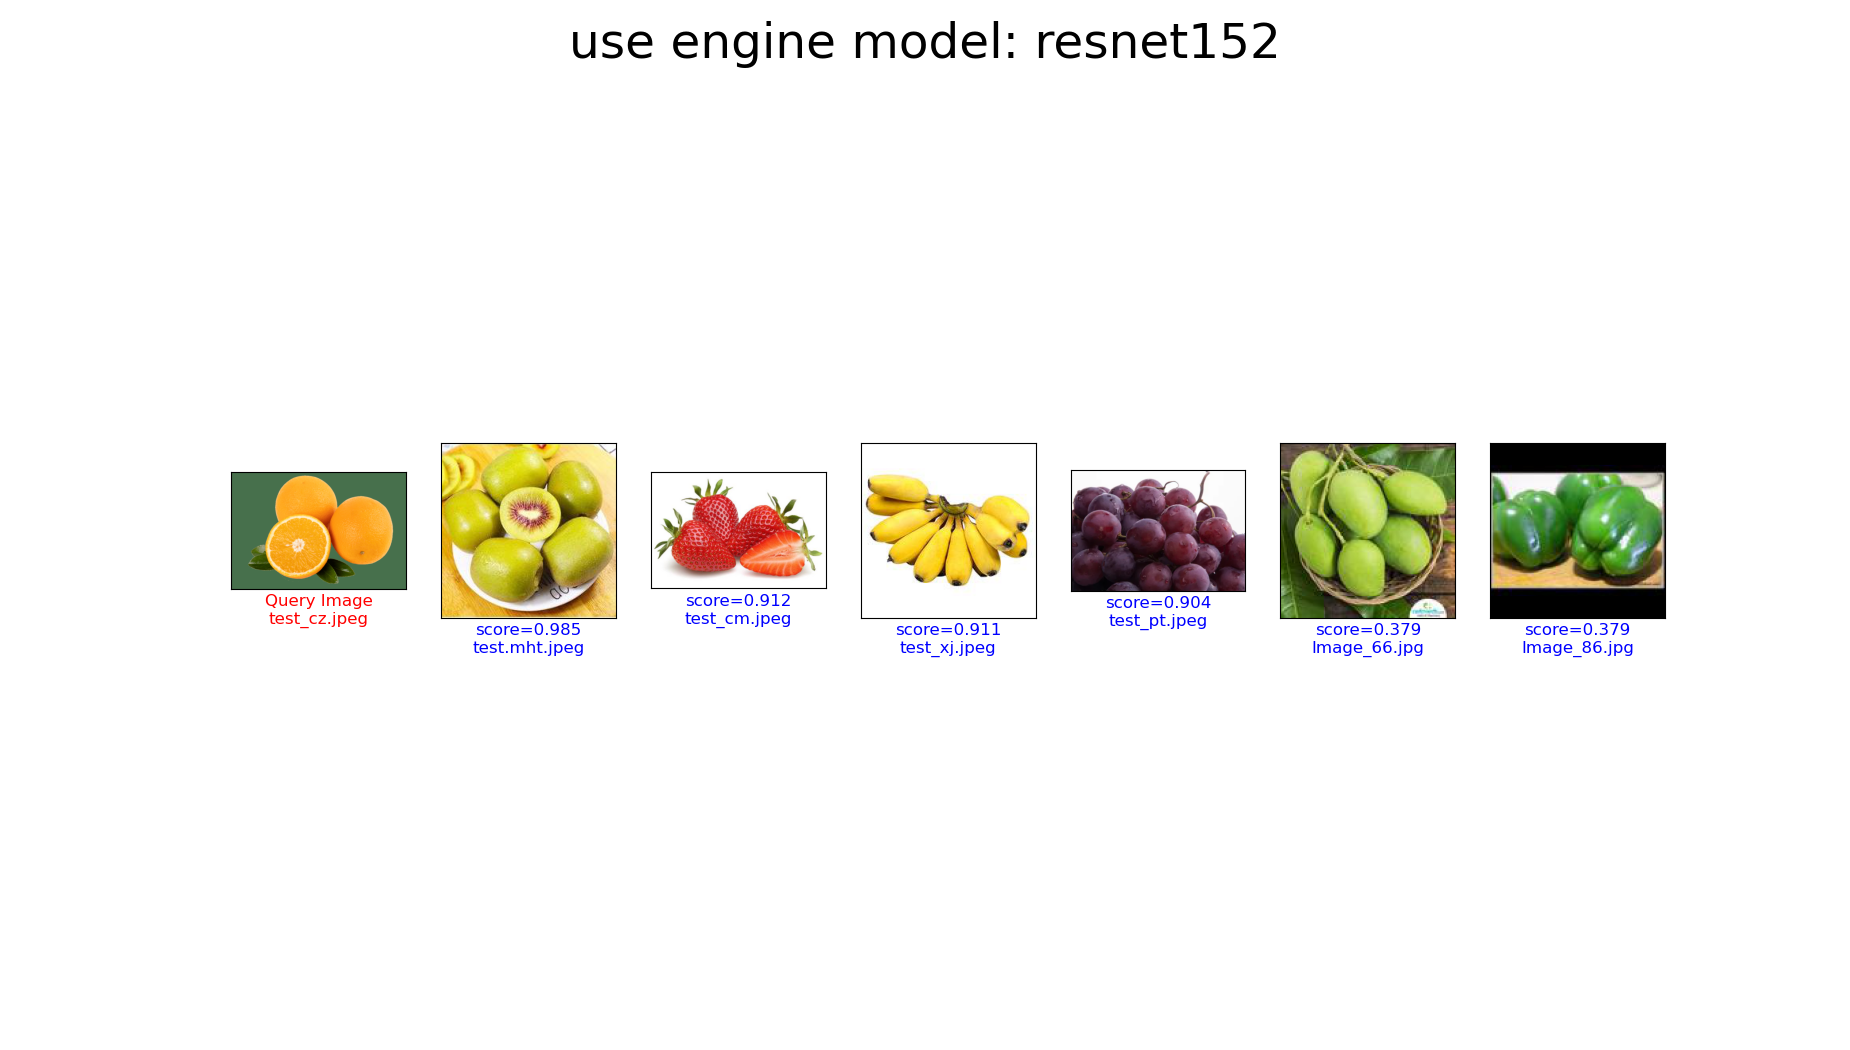 use engine model: resnet152
Query Image
test_cz.jpeg
score=0.985
test.mht.jpeg
score=0.912
test_cm.jpeg
score=0.911
test_xj.jpeg
score=0.904
test_pt.jpeg
score=0.379
Image_66.jpg
score=0.379
Image_86.jpg